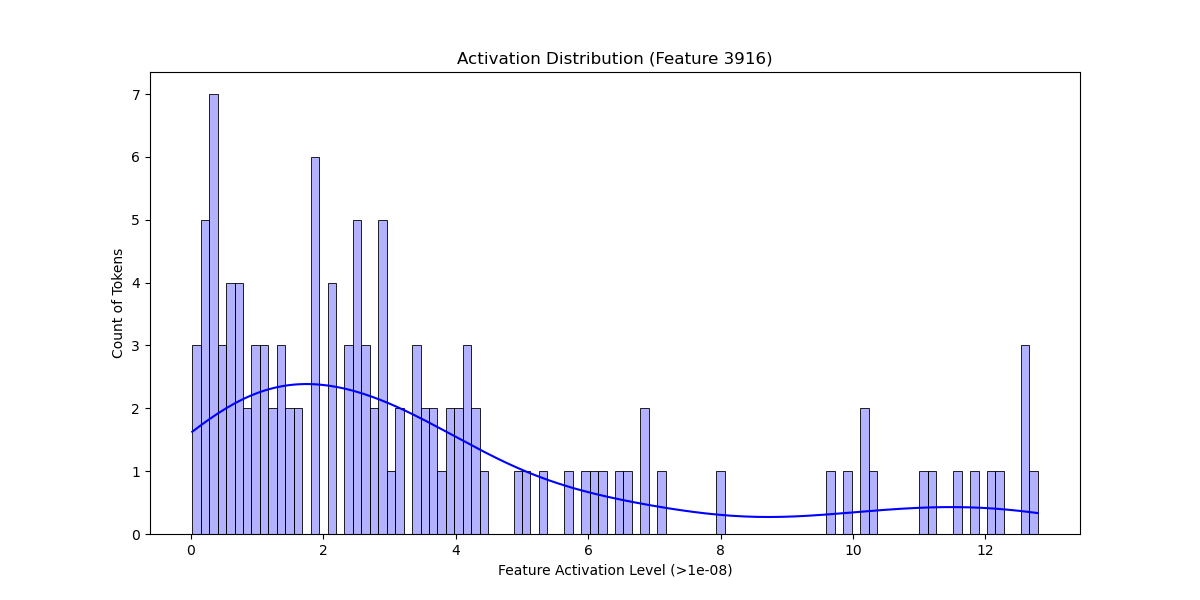 Activation Distribution (Feature 3916)
Count of Tokens
7
6
5
4
3
2
1
0
0 2 4 6 8 10 12
Feature Activation Level (>1e-08)